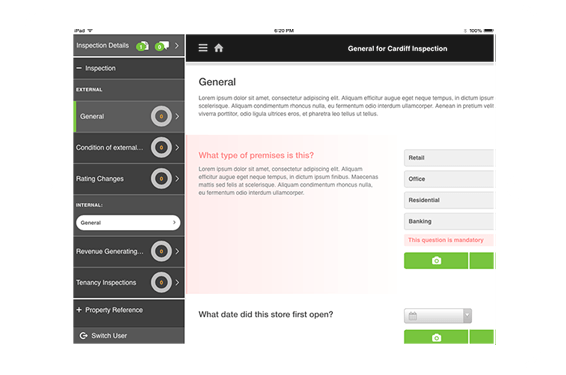 iPad
6:20 PM
100%
Inspection Details
1
0
General for Cardiff Inspection
Inspection
EXTERNAL
General
0
Condition of external...
0
Rating Changes
0
INTERNAL:
General
Revenue Generating...
0
Tenancy Inspections
0
Property Reference
Switch User
General
Lorem ipsum dolor sit amet, consectetur adipiscing elit. Aliquam efficitur augue eget neque tempus, in dictum
scelerisque. Aliquam condimentum rhoncus nulla, eu fermentum odio interdum ullamcorper. Aenean in pretium velit
viverra porttitor, odio ligula ultrices eros, et pharetra erat lectus ut tellus.
What type of premises is this?
Lorem ipsum dolor sit amet, consectetur adipiscing elit. Aliquam
efficitur augue eget neque tempus, in dictum ipsum finibus. Maecenas
mattis sed felis at scelerisque. Aliquam condimentum rhoncus nulla,
eu fermentum odio interdum ullamcorper.
Retail
Office
Residential
Banking
This question is mandatory
What date did this store first open?